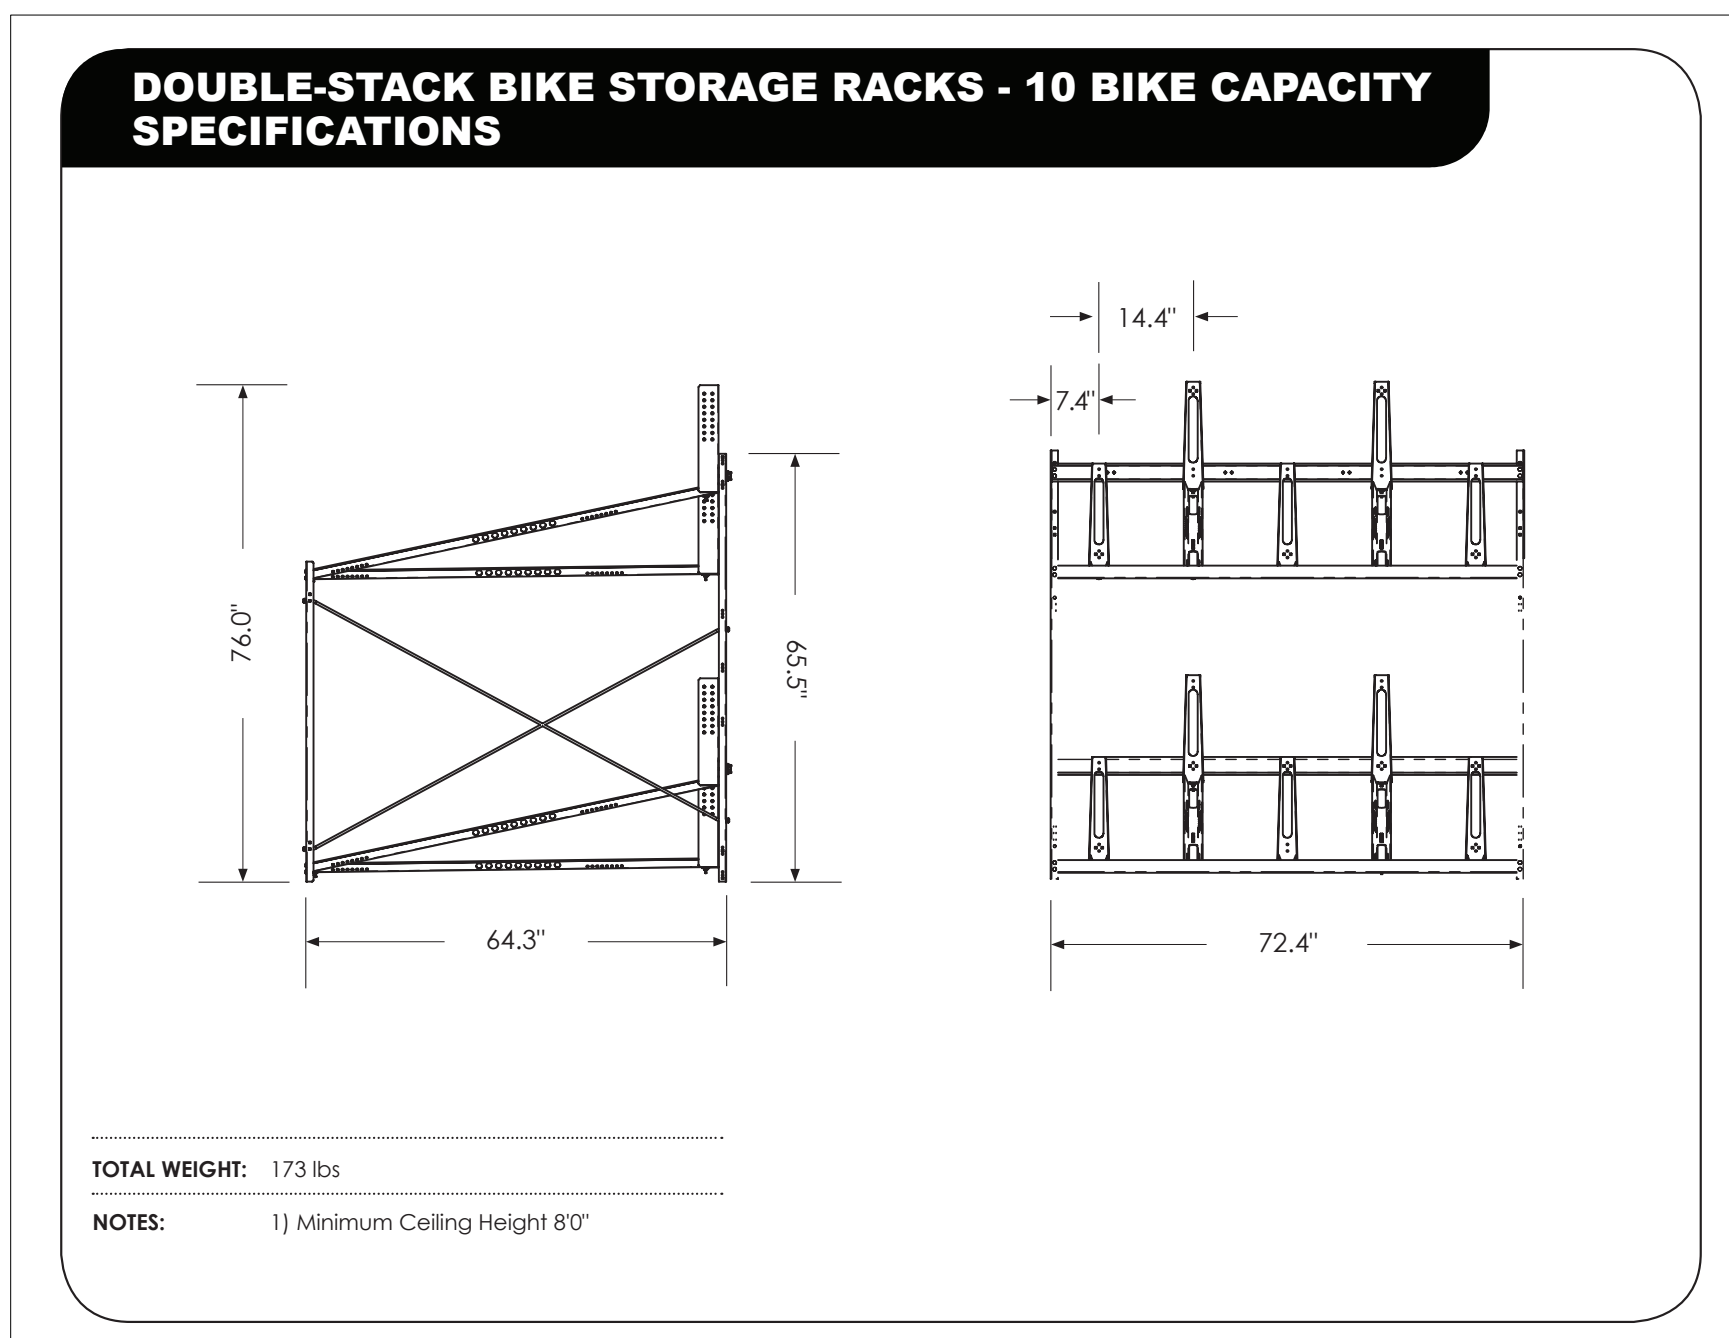 DOUBLE-STACK BIKE STORAGE RACKS - 10 BIKE CAPACITY
SPECIFICATIONS
14.4"
7.4"
76.0"
65.5"
64.3"
72.4"
TOTAL WEIGHT: 173 lbs
NOTES: 1) Minimum Ceiling Height 8'0"